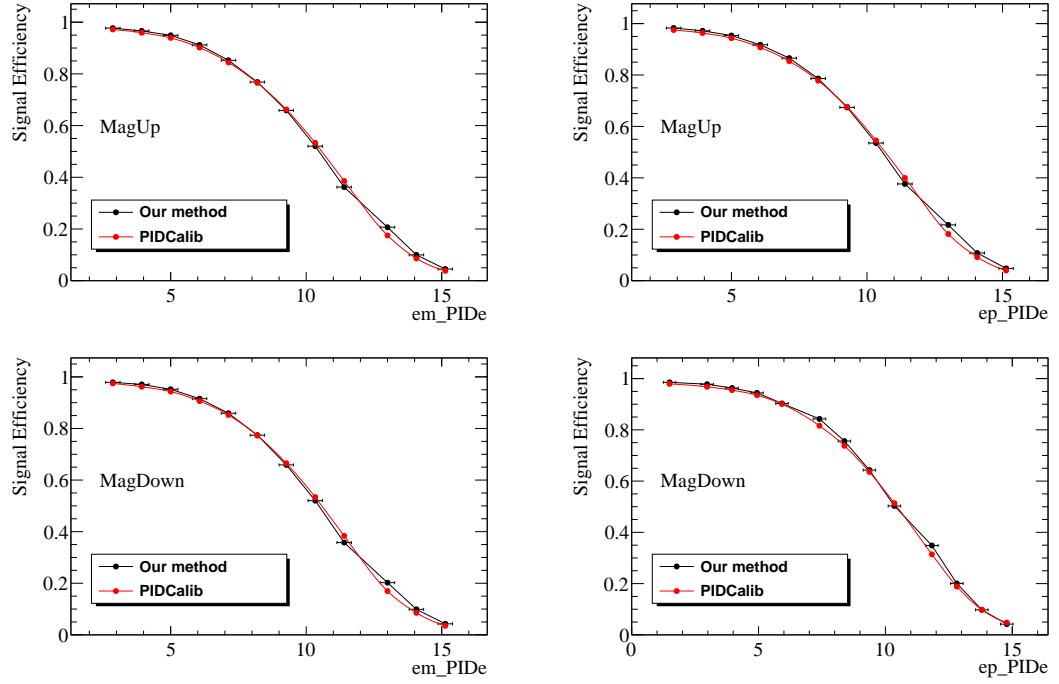 Signal Efficiency
1
0.8
0.6
0.4
0.2
0
MagUp
Our method
PIDCalib
5 10 15
em_PIDe
Signal Efficiency
1
0.8
0.6
0.4
0.2
0
MagUp
Our method
PIDCalib
5 10 15
ep_PIDe
Signal Efficiency
1
0.8
0.6
0.4
0.2
0
MagDown
Our method
PIDCalib
5 10 15
em_PIDe
Signal Efficiency
1
0.8
0.6
0.4
0.2
0
MagDown
Our method
PIDCalib
0 5 10 15
ep_PIDe